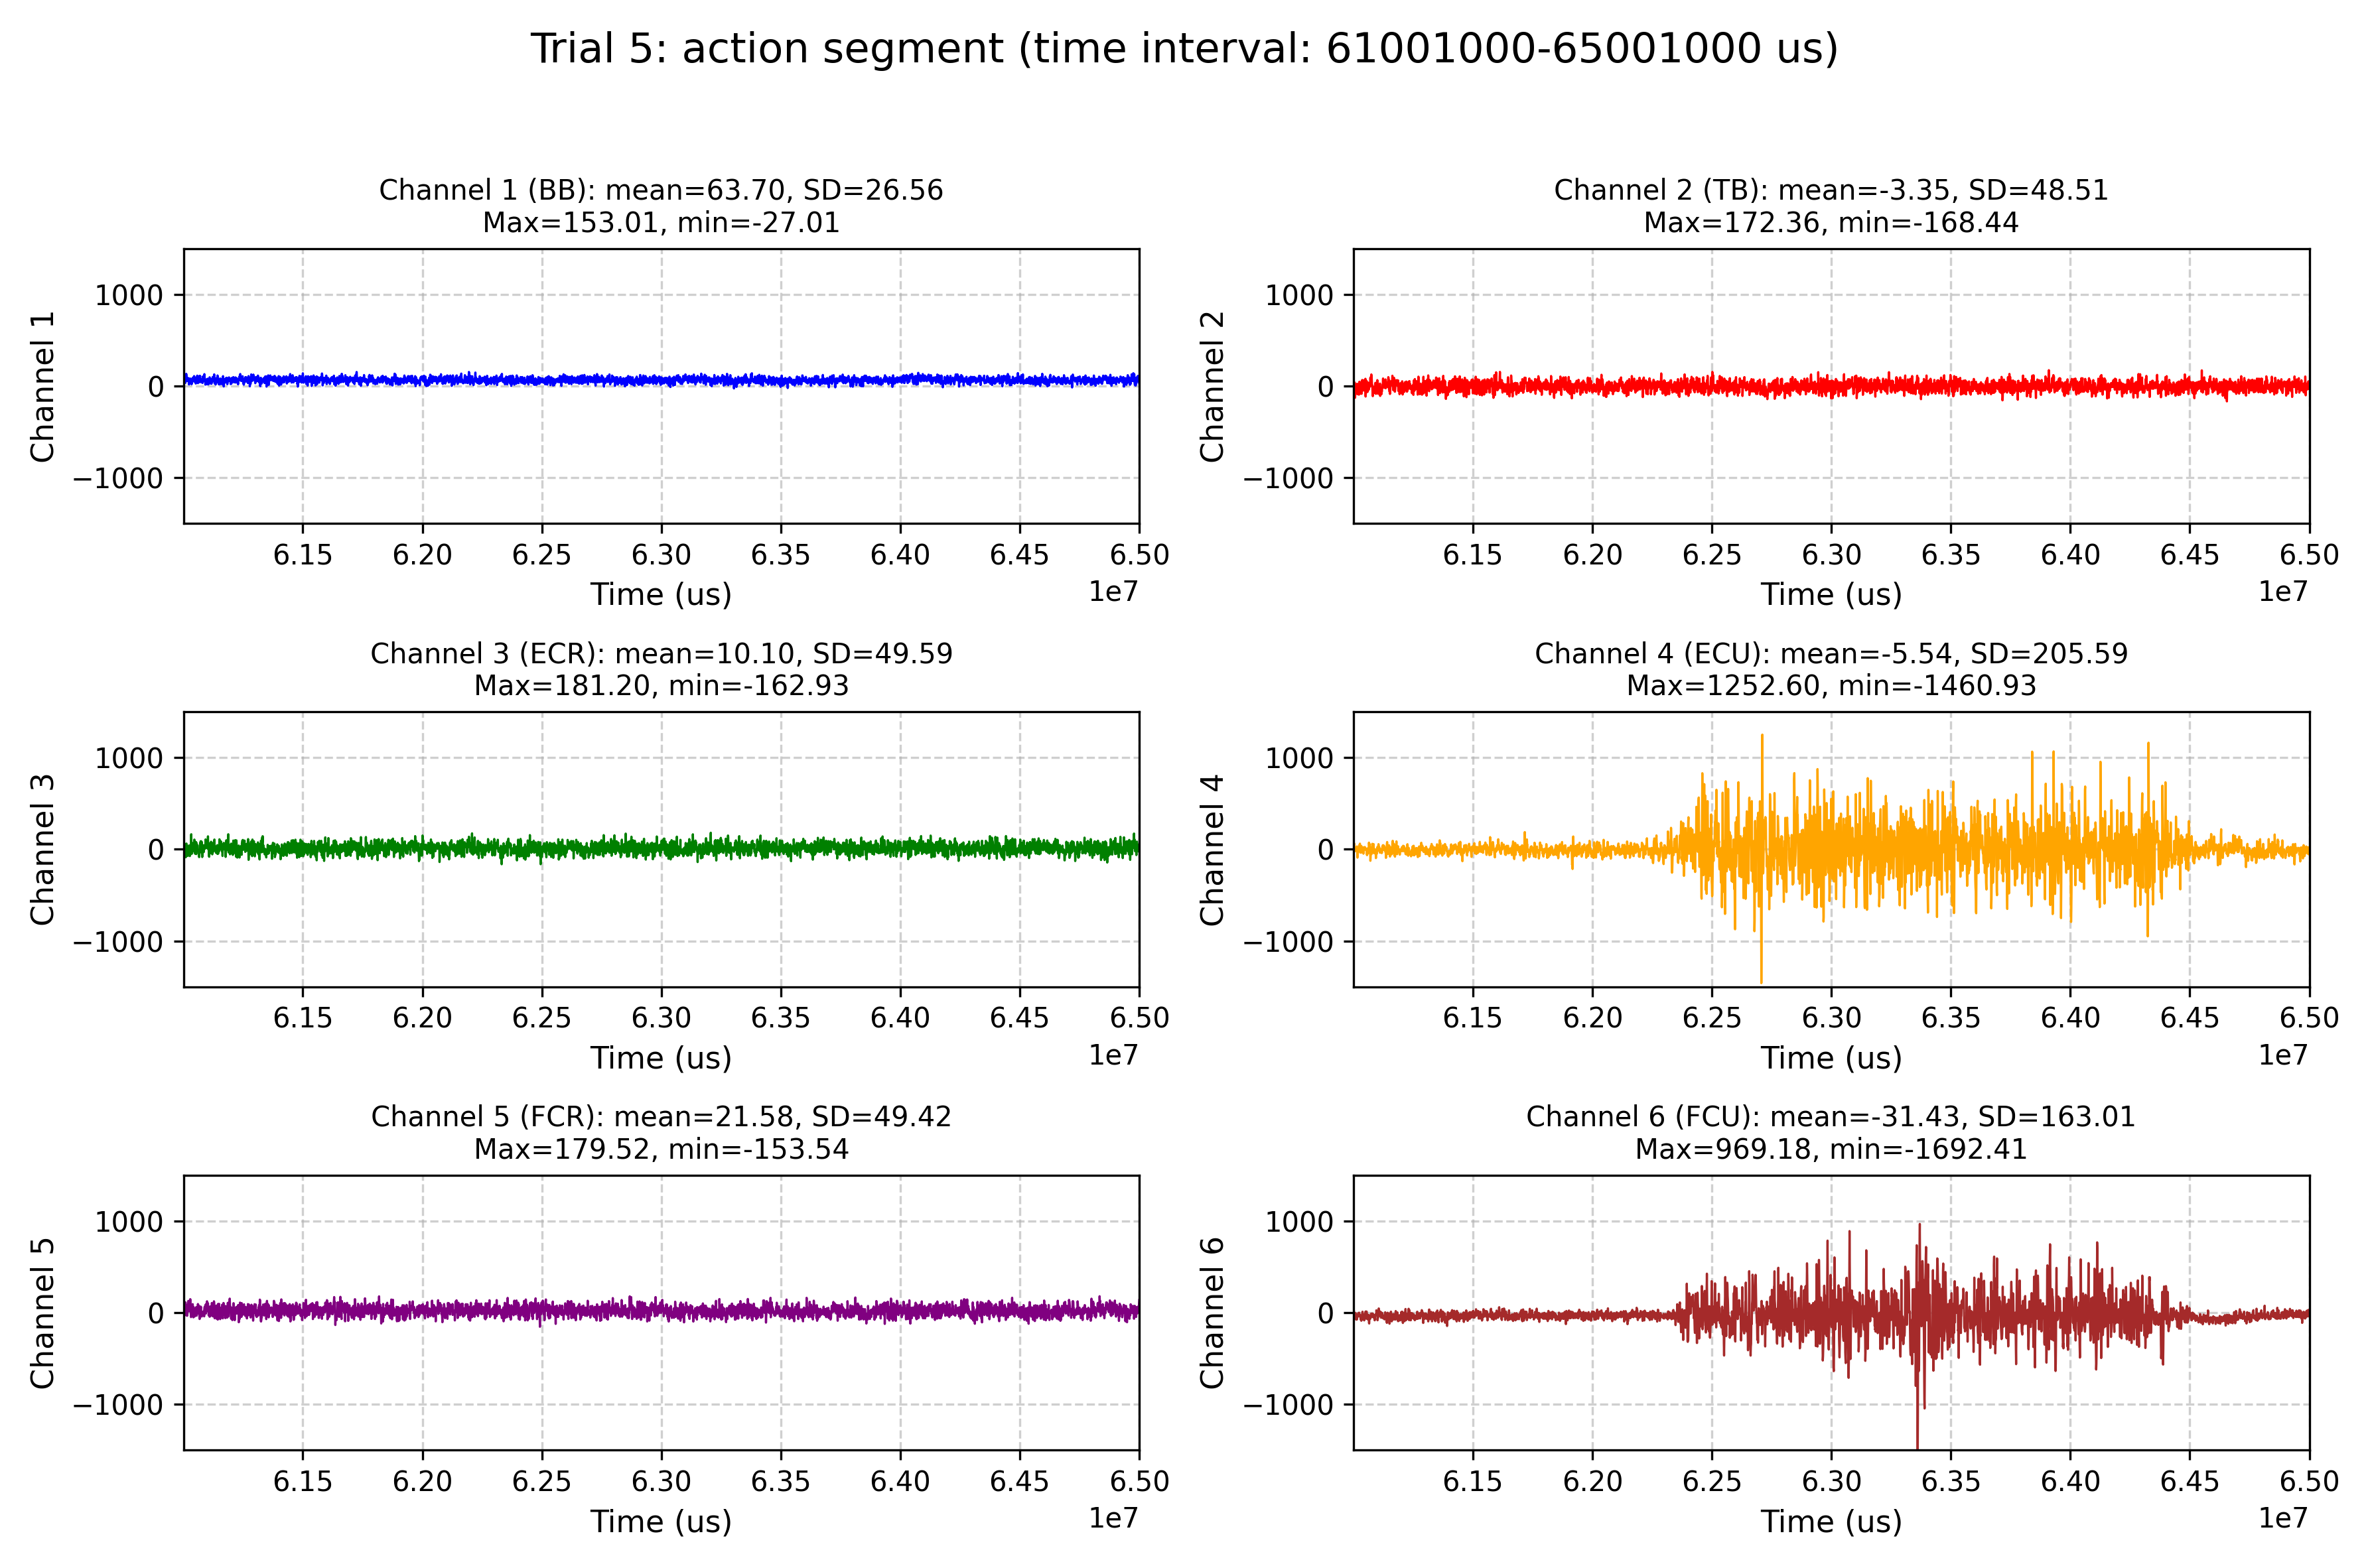 Trial 5: action segment (time interval: 61001000-65001000 us)
Channel 1 (BB): mean=63.70, SD=26.56
Max=153.01, min=-27.01
Channel 1
1000
0
−1000
6.15 6.20 6.25 6.30 6.35 6.40 6.45 6.50
Time (us)
1e7
Channel 2 (TB): mean=-3.35, SD=48.51
Max=172.36, min=-168.44
Channel 2
1000
0
−1000
6.15 6.20 6.25 6.30 6.35 6.40 6.45 6.50
Time (us)
1e7
Channel 3 (ECR): mean=10.10, SD=49.59
Max=181.20, min=-162.93
Channel 3
1000
0
−1000
6.15 6.20 6.25 6.30 6.35 6.40 6.45 6.50
Time (us)
1e7
Channel 4 (ECU): mean=-5.54, SD=205.59
Max=1252.60, min=-1460.93
Channel 4
1000
0
−1000
6.15 6.20 6.25 6.30 6.35 6.40 6.45 6.50
Time (us)
1e7
Channel 5 (FCR): mean=21.58, SD=49.42
Max=179.52, min=-153.54
Channel 5
1000
0
−1000
6.15 6.20 6.25 6.30 6.35 6.40 6.45 6.50
Time (us)
1e7
Channel 6 (FCU): mean=-31.43, SD=163.01
Max=969.18, min=-1692.41
Channel 6
1000
0
−1000
6.15 6.20 6.25 6.30 6.35 6.40 6.45 6.50
Time (us)
1e7